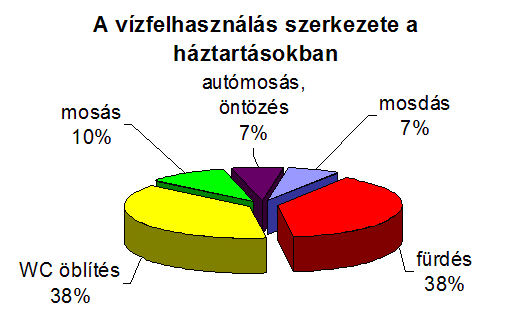 A vízfelhasználás szerkezete a
háztartásokban
autómosás,
öntözés
7%
mosás
10%
mosdás
7%
WC öblítés
38%
fürdés
38%